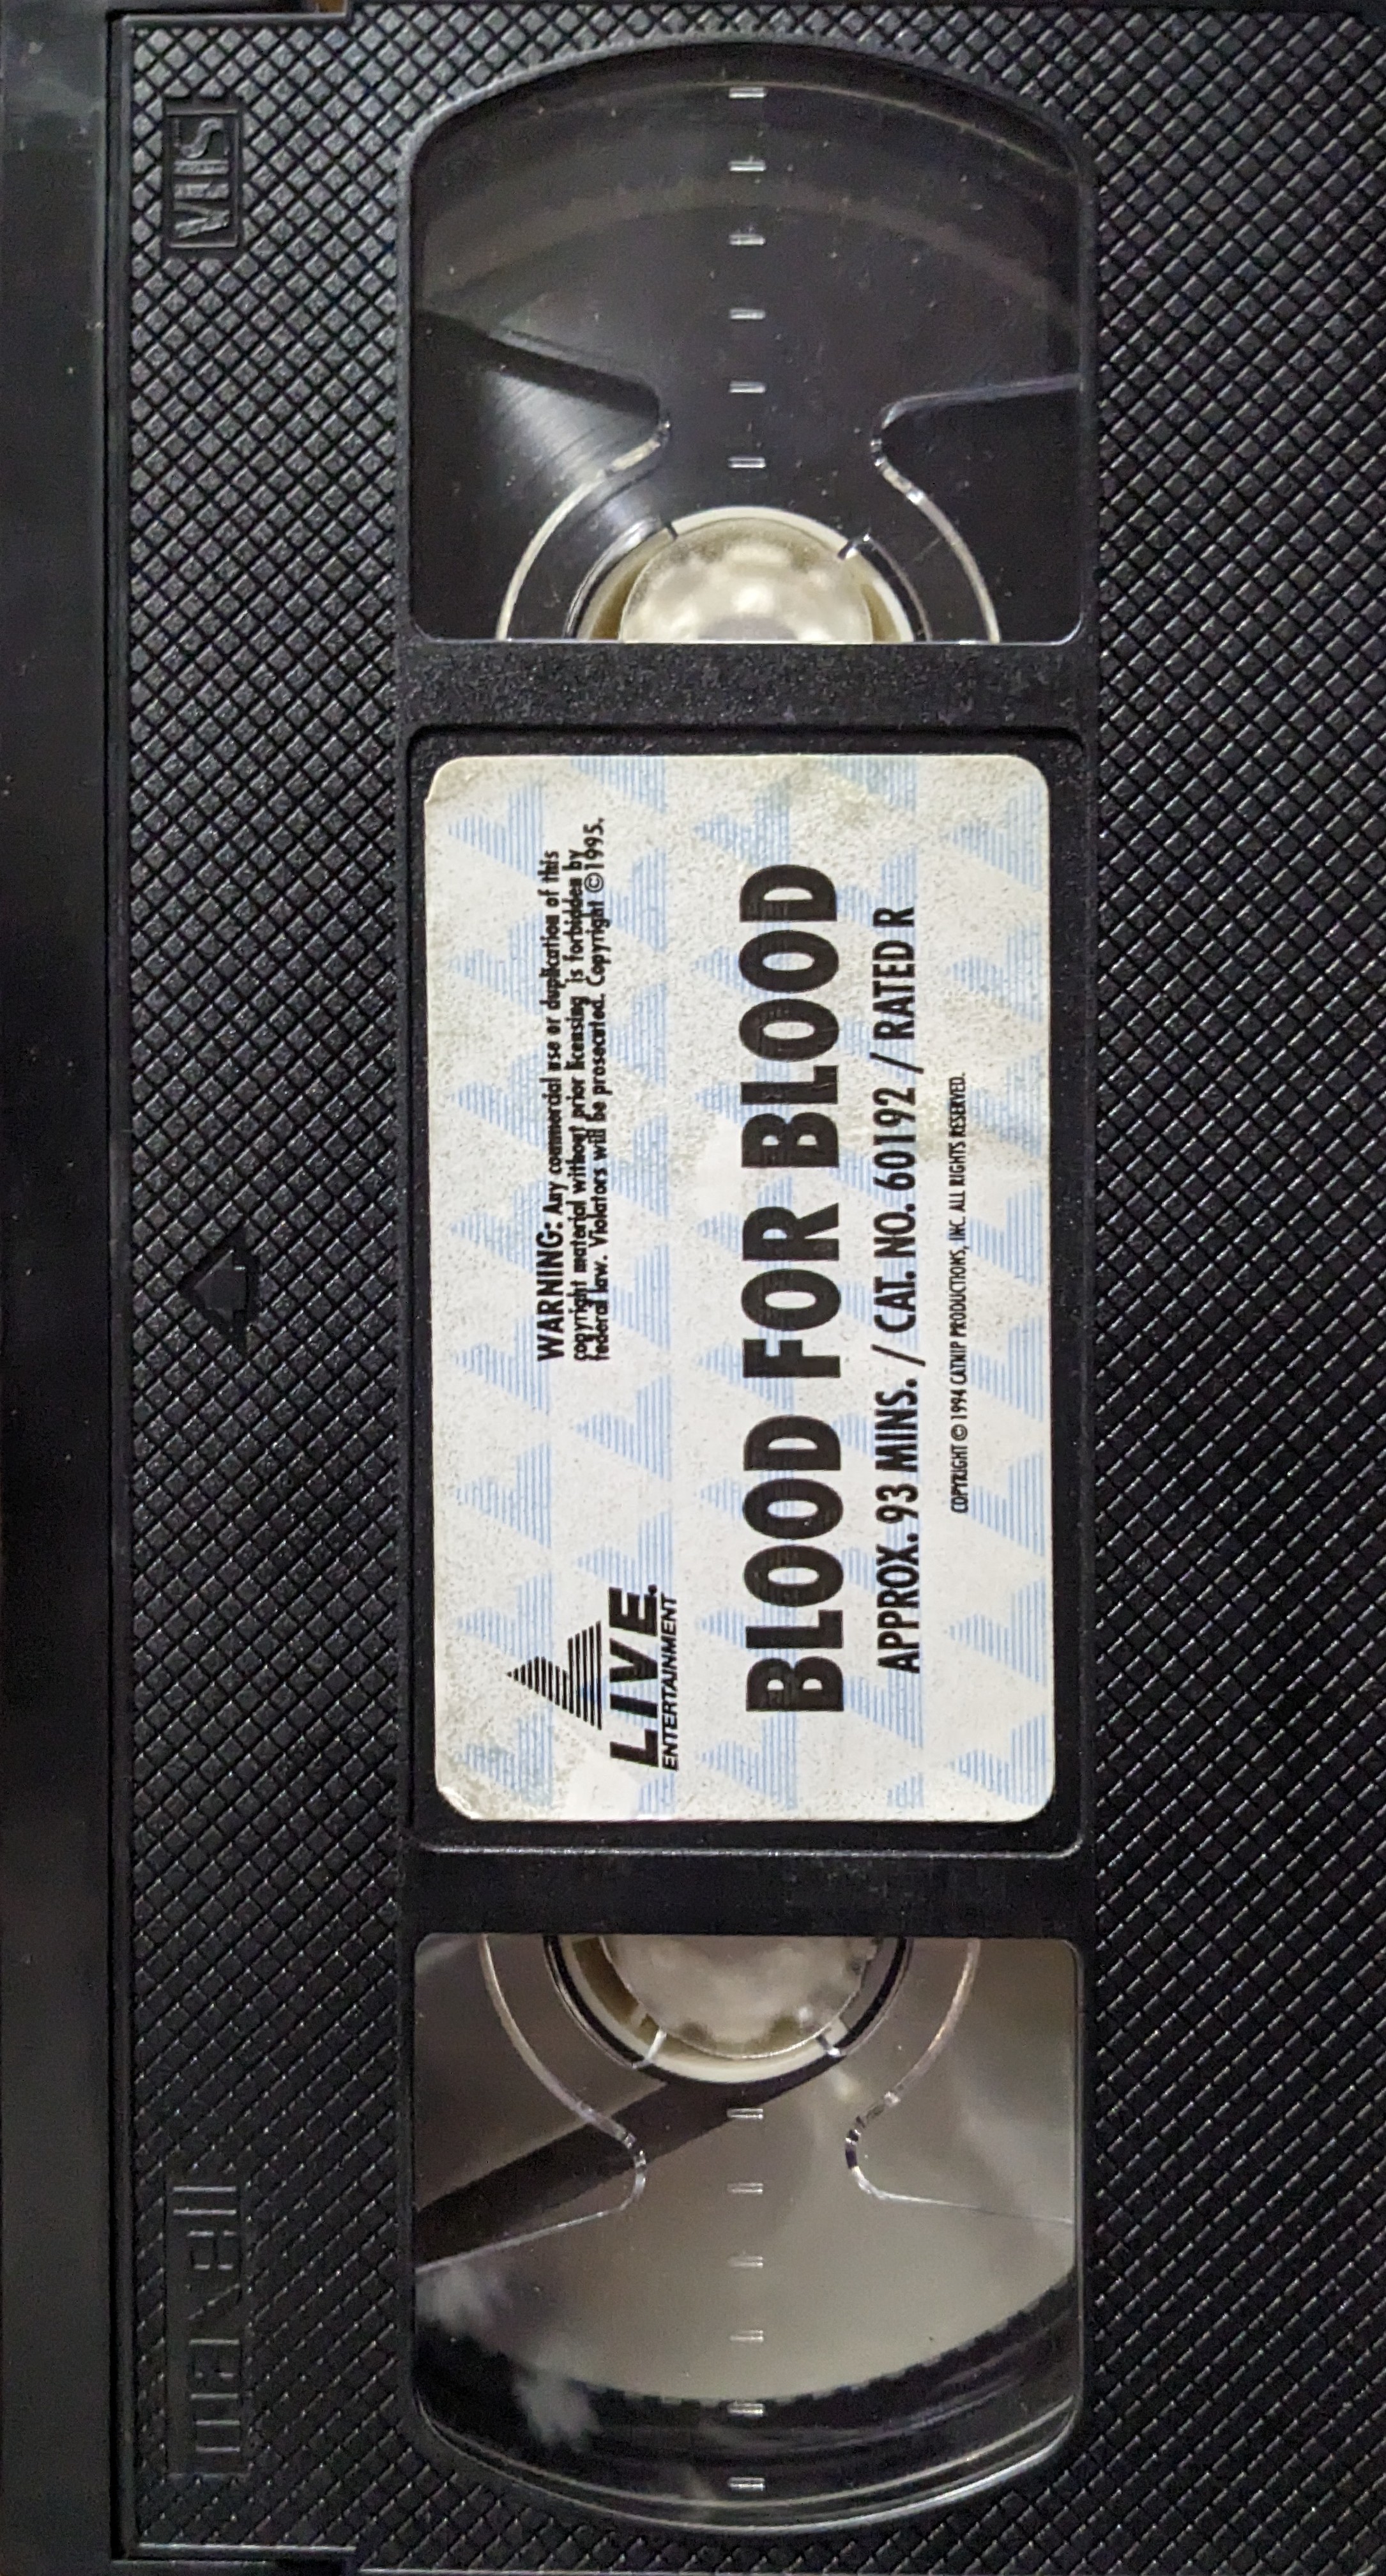 VHS
maxell
LIVE.
ENTERTAINMENT
WARNING: Any commercial use or duplication of this
copyright material without prior licensing is forbidden by
federal law. Violators will be prosecuted. Copyright ©1995.
BLOOD FOR BLOOD
APPROX. 93 MINS. / CAT. NO. 60192 / RATED R
COPYRIGHT © 1994 CATNIP PRODUCTIONS, INC. ALL RIGHTS RESERVED.